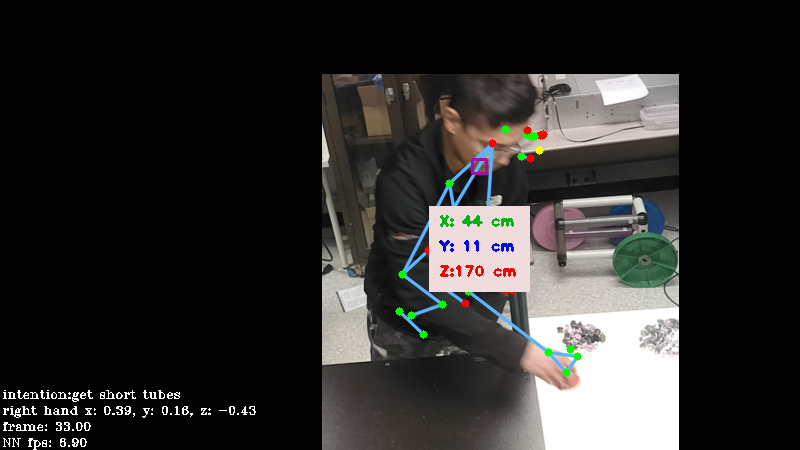 X: 44 cm
Y: 11 cm
Z:170 cm
intention:get short tubes
right hand x: 0.39, y: 0.16, z: -0.43
frame: 33.00
NN fps: 6.90